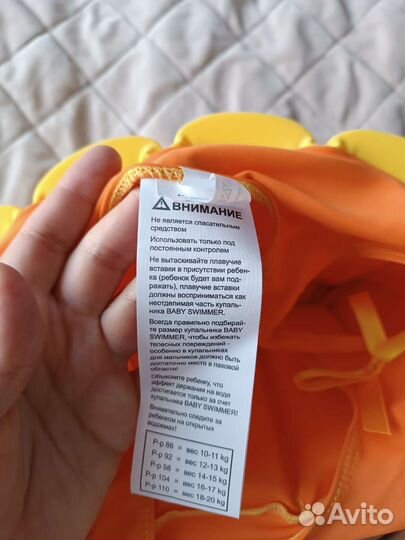 ⚠ВНИМАНИЕ
Не является спасательным
средством
Использовать только под
постоянным контролем
Не вытаскивайте плавучие
вставки в присутствии ребен-
ка (ребенок будет вам под-
ражать), плавучие вставки
должны восприниматься как
неотделимая часть купаль-
ника BABY SWIMMER.
Всегда правильно подбирай-
те размер купальника BABY
SWIMMER, чтобы избежать
телесных повреждений -
особенно в купальниках
для мальчиков должно быть
достаточно место в паховой
области!
Объясните ребенку, что
эффект держания на воде
достигается только за счет
купальника BABY SWIMMER!
Внимательно следите за
ребенком на открытых
водоемах!
Р-р 86 = вес 10-11 kg
Р-р 92 = вес 12-13 kg
Р-р 98 = вес 14-15 kg
Р-р 104 = вес 16-17 kg
Р-р 110 = вес 18-20 kg
Avito